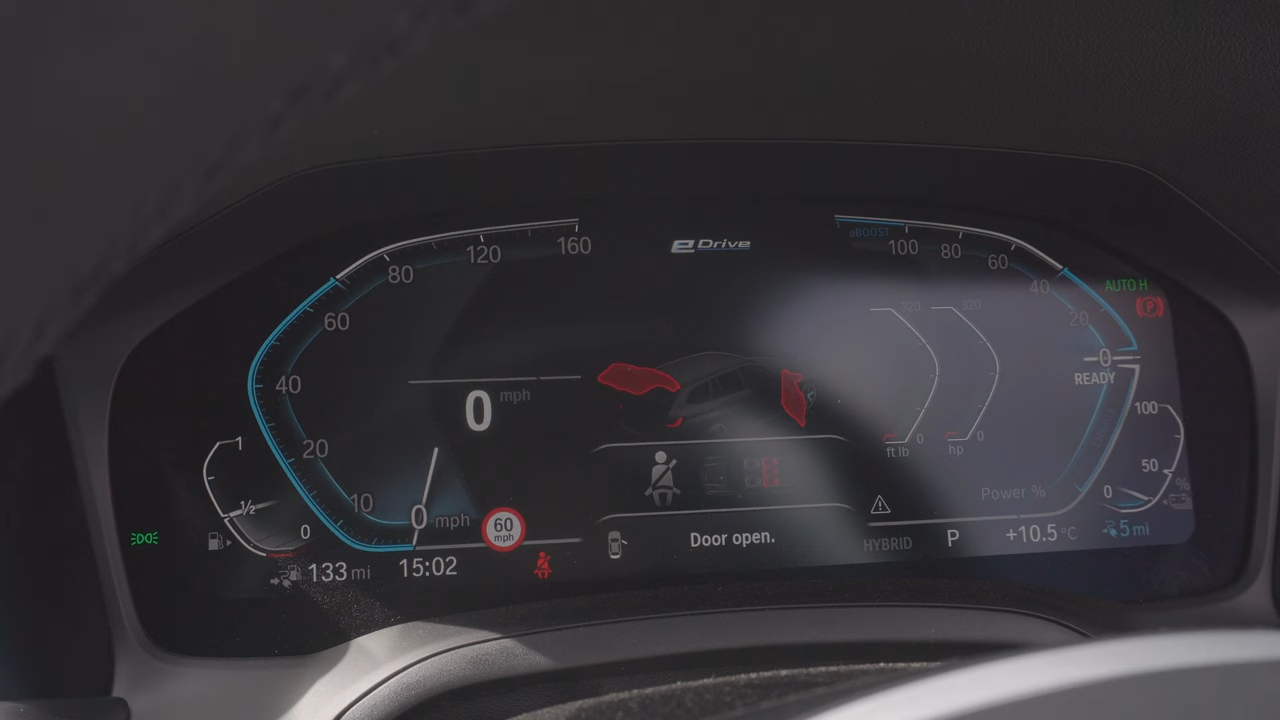 eDrive
160
120
80
60
40
20
10
0 mph
0 mph
60
mph
1
1/2
0
133 mi
15:02
Door open.
eBOOST
100
80
60
40
20
0
READY
AUTO H
P
320
320
0
0
ft lb
hp
Power %
100
50
0
%
HYBRID
P
+10.5 °C
5 mi